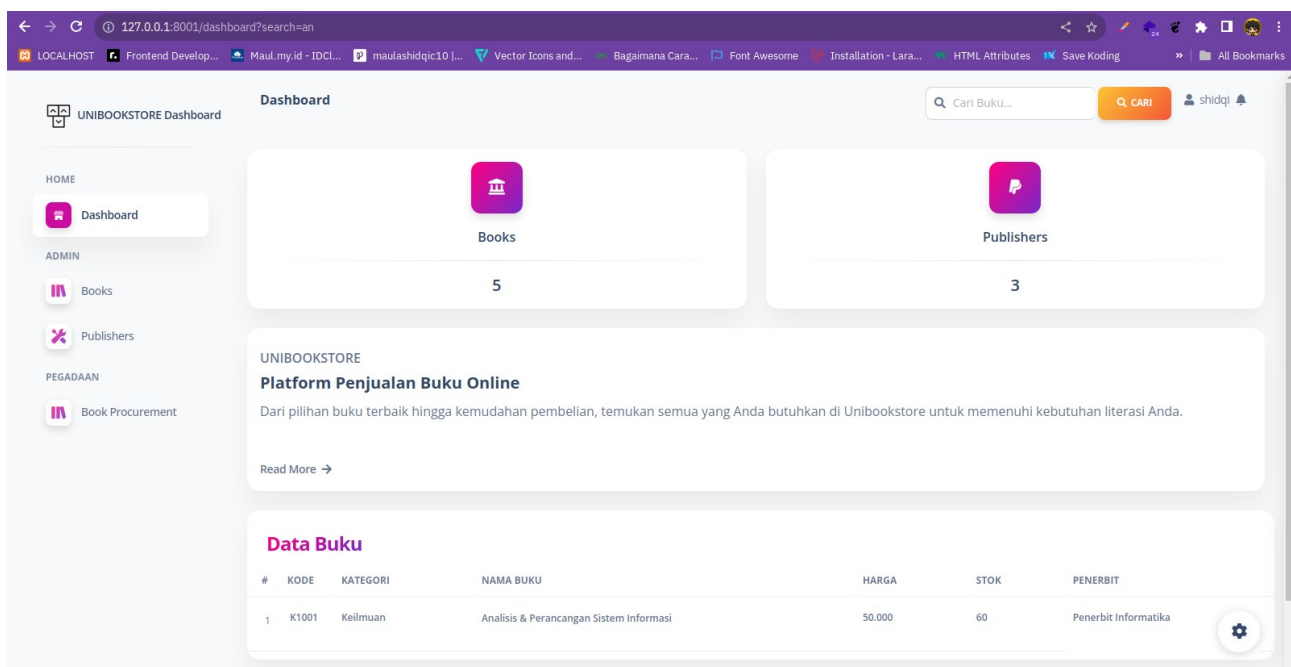 127.0.0.1:8001/dashboard?search=an
LOCALHOST Frontend Develop... Maul.my.id - IDCl... maulashidqic10 |... Vector Icons and... Bagaimana Cara... Font Awesome Installation - Lara... HTML Attributes Save Koding » All Bookmarks
UNIBOOKSTORE Dashboard
Dashboard
Cari Buku...
CARI
shidqi
HOME
Dashboard
ADMIN
Books
Publishers
PEGADAAN
Book Procurement
Books
5
Publishers
3
UNIBOOKSTORE
Platform Penjualan Buku Online
Dari pilihan buku terbaik hingga kemudahan pembelian, temukan semua yang Anda butuhkan di Unibookstore untuk memenuhi kebutuhan literasi Anda.
Read More →
Data Buku
# KODE KATEGORI NAMA BUKU HARGA STOK PENERBIT
1 K1001 Keilmuan Analisis & Perancangan Sistem Informasi 50.000 60 Penerbit Informatika